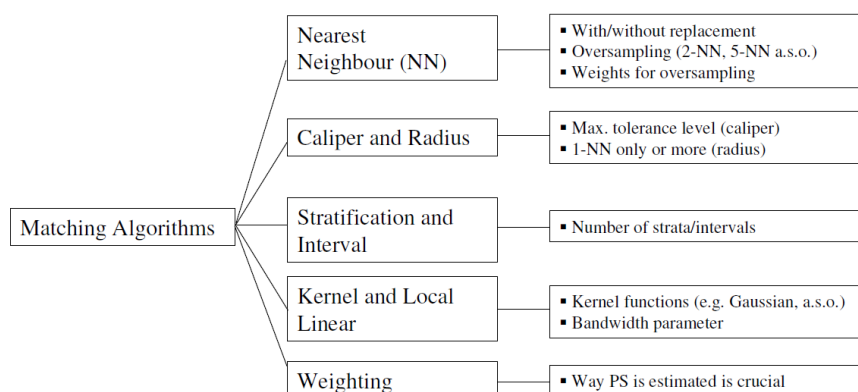 Matching Algorithms
Nearest
Neighbour (NN)
▪ With/without replacement
▪ Oversampling (2-NN, 5-NN a.s.o.)
▪ Weights for oversampling
Caliper and Radius
▪ Max. tolerance level (caliper)
▪ 1-NN only or more (radius)
Stratification and
Interval
▪ Number of strata/intervals
Kernel and Local
Linear
▪ Kernel functions (e.g. Gaussian, a.s.o.)
▪ Bandwidth parameter
Weighting
▪ Way PS is estimated is crucial